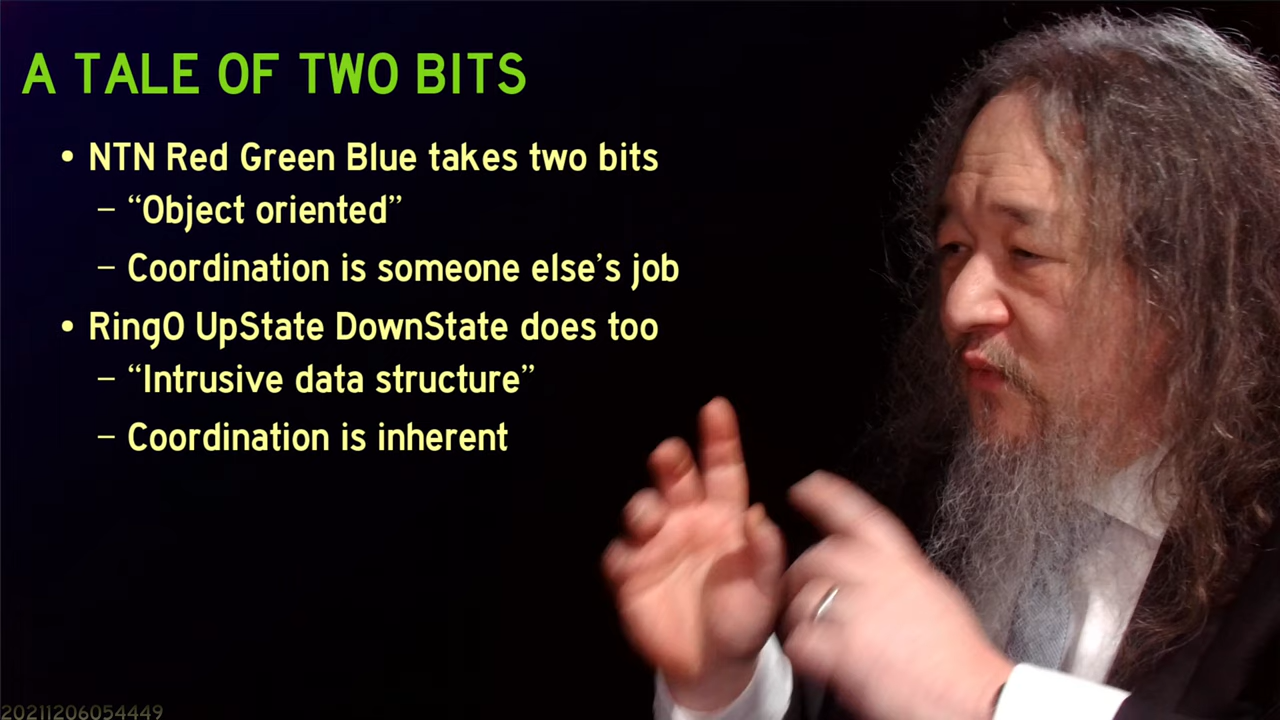 A TALE OF TWO BITS
• NTN Red Green Blue takes two bits
– “Object oriented”
– Coordination is someone else’s job
• RingO UpState DownState does too
– “Intrusive data structure”
– Coordination is inherent
20211206054449